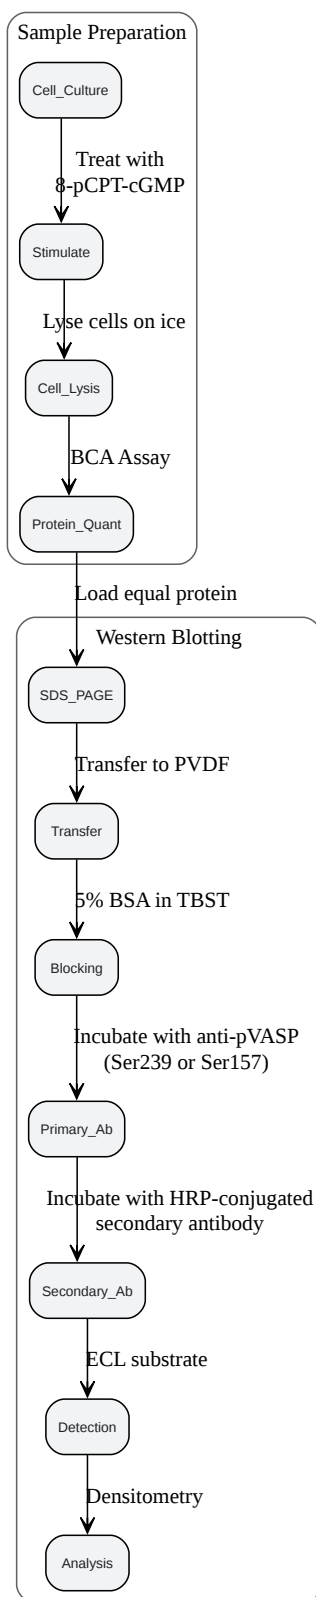 Sample Preparation
Cell_Culture
Treat with
8-pCPT-cGMP
Stimulate
Lyse cells on ice
Cell_Lysis
BCA Assay
Protein_Quant
Load equal protein
Western Blotting
SDS_PAGE
Transfer to PVDF
Transfer
5% BSA in TBST
Blocking
Incubate with anti-pVASP
(Ser239 or Ser157)
Primary_Ab
Incubate with HRP-conjugated
secondary antibody
Secondary_Ab
ECL substrate
Detection
Densitometry
Analysis